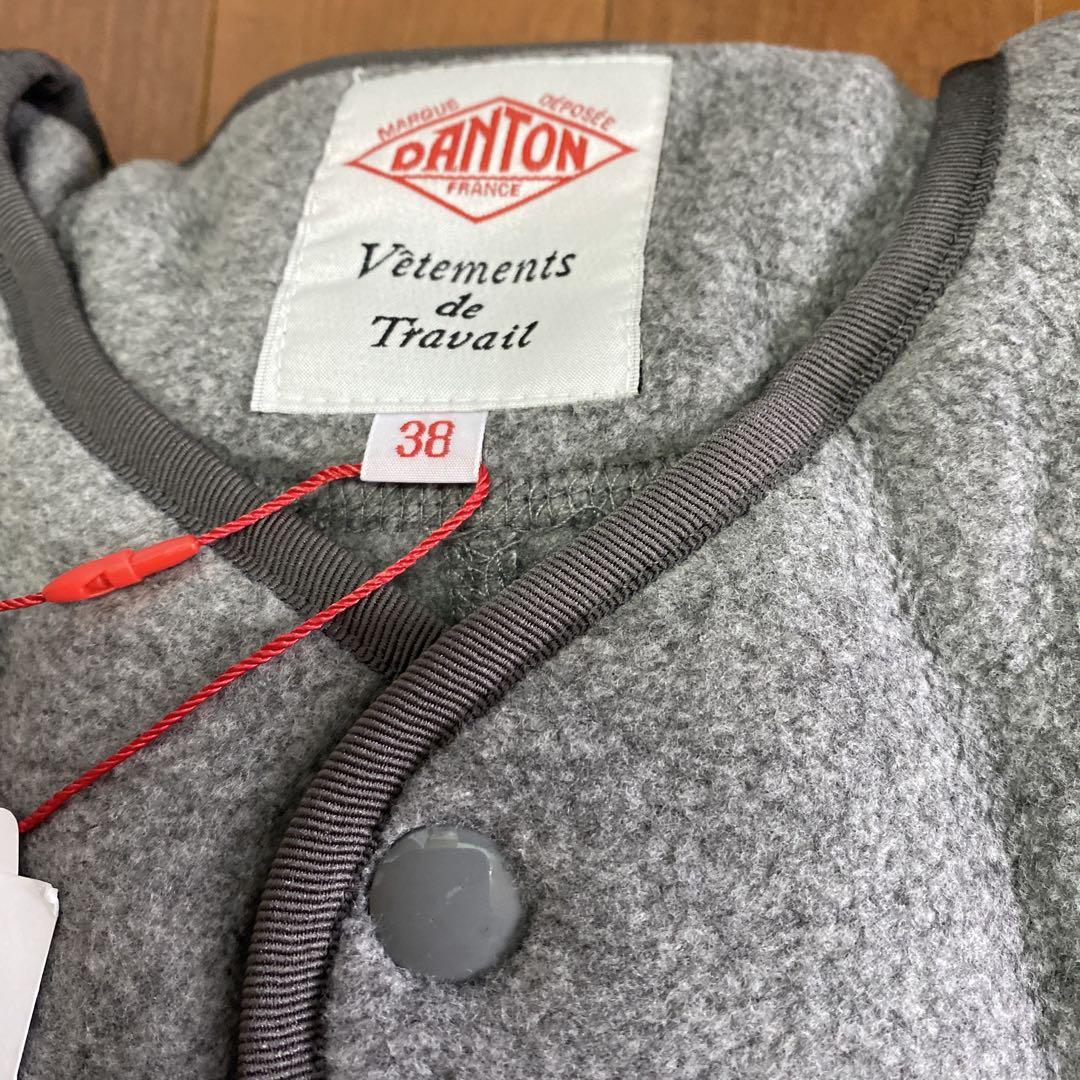 MARQUE DÉPOSÉE
DANTON
FRANCE
Vêtements
de
Travail
38